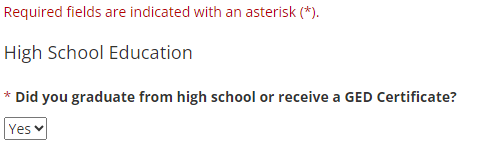 Required fields are indicated with an asterisk (*).
High School Education
* Did you graduate from high school or receive a GED Certificate?
Yes